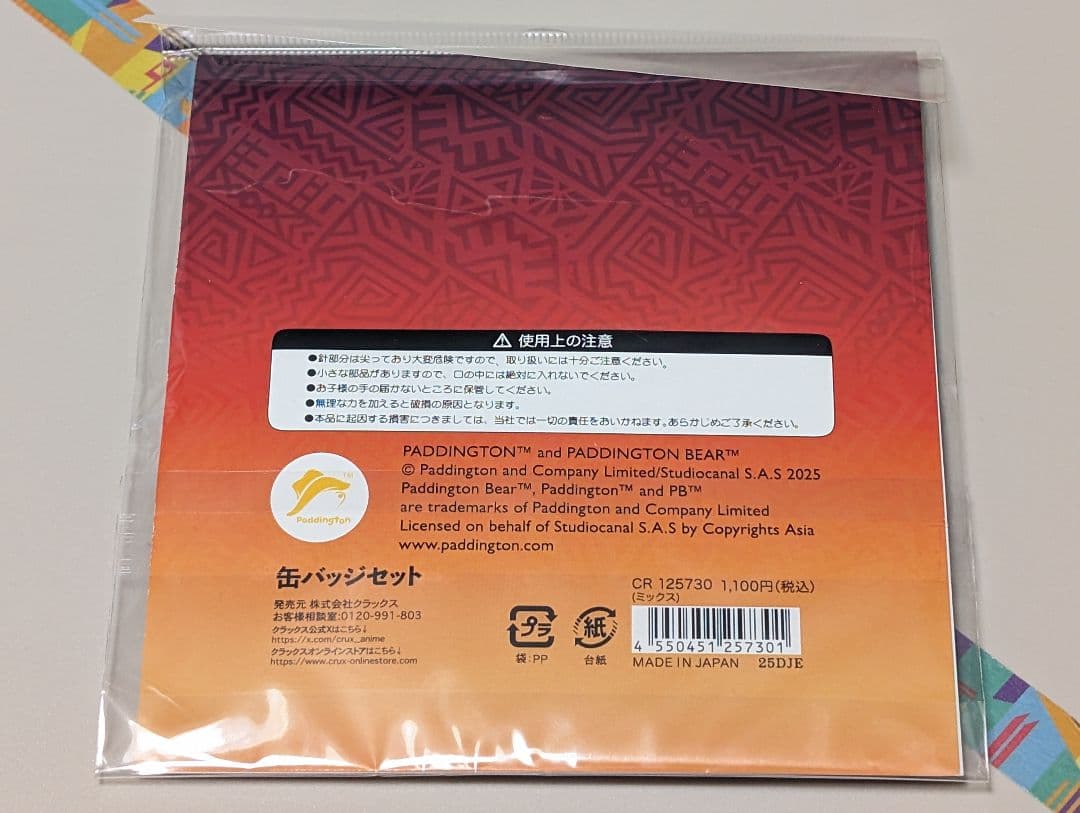 ⚠ 使用上の注意
●針部分は尖っており大変危険ですので、取り扱いには十分ご注意ください。
●小さな部品がありますので、口の中には絶対に入れないでください。
●お子様の手の届かないところに保管してください。
●無理な力を加えると破損の原因となります。
●本品に起因する損害につきましては、当社では一切の責任をおいかねます。あらかじめご了承ください。
PADDINGTON™ and PADDINGTON BEAR™
© Paddington and Company Limited/Studiocanal S.A.S 2025
Paddington Bear™, Paddington™ and PB™
are trademarks of Paddington and Company Limited
Licensed on behalf of Studiocanal S.A.S by Copyrights Asia
www.paddington.com
TM
Paddington
缶バッジセット
発売元 株式会社クラックス
お客様相談室:0120-991-803
クラックス公式Xはこちら↓
https://x.com/crux_anime
クラックスオンラインストアはこちら↓
https://www.crux-onlinestore.com
プラ
袋:PP
紙
台紙
CR 125730 1,100円(税込)
(ミックス)
4 550451 257301
MADE IN JAPAN 25DJE